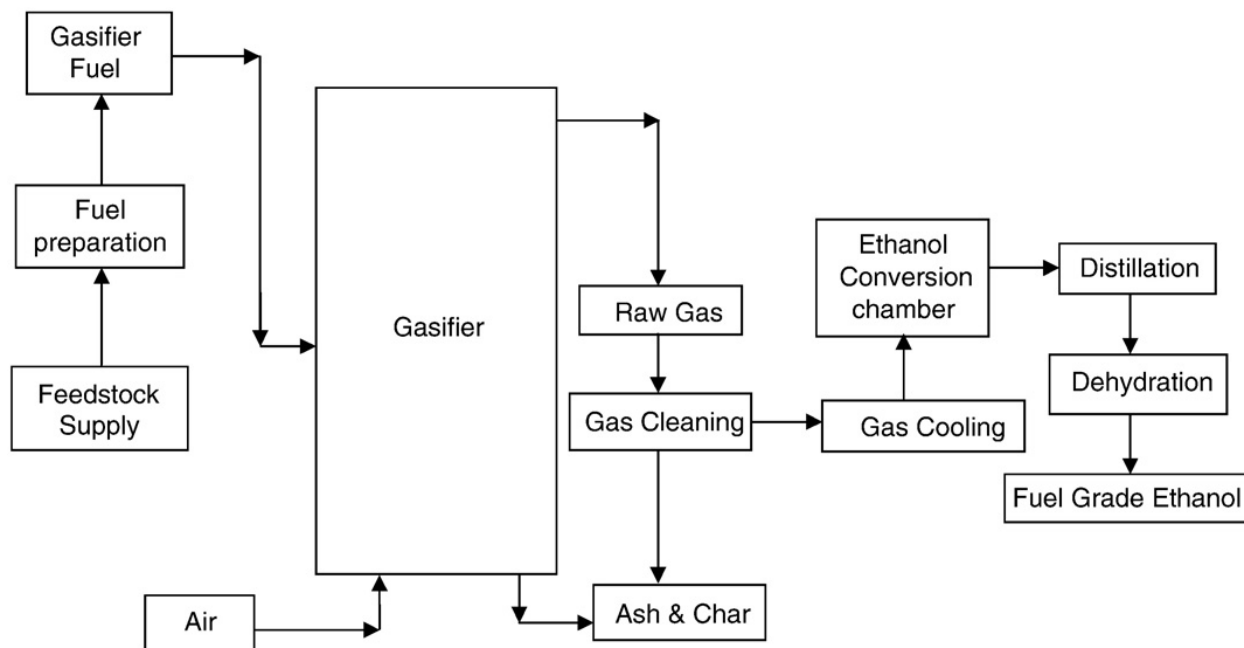 Gasifier
Fuel
Fuel
preparation
Feedstock
Supply
Air
Gasifier
Raw Gas
Gas Cleaning
Ash & Char
Gas Cooling
Ethanol
Conversion
chamber
Distillation
Dehydration
Fuel Grade Ethanol